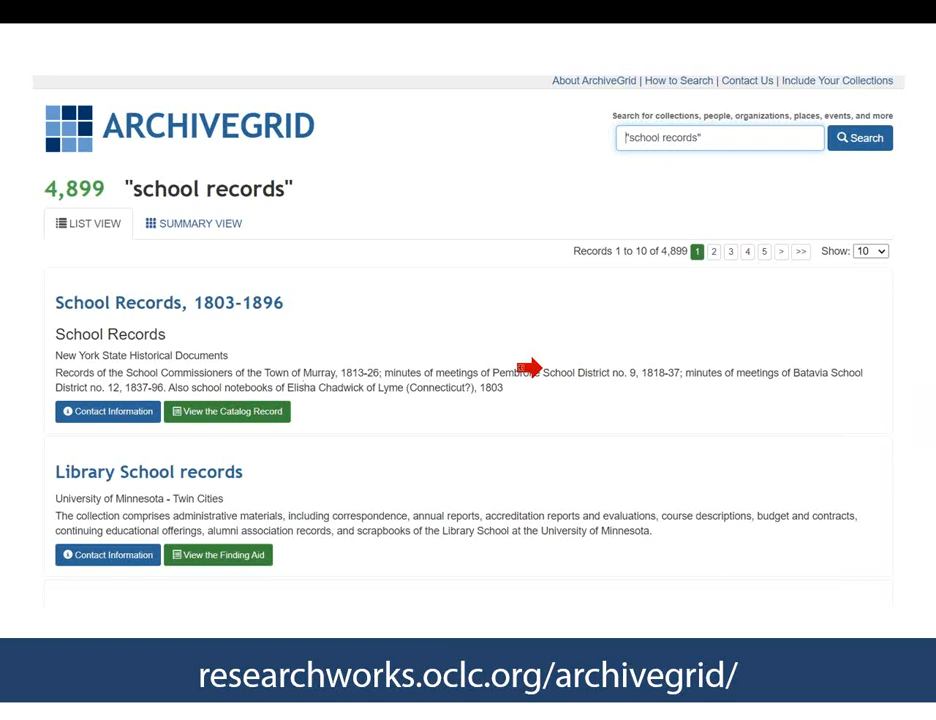 About ArchiveGrid | How to Search | Contact Us | Include Your Collections
ARCHIVEGRID
Search for collections, people, organizations, places, events, and more
"school records"
Search
4,899 "school records"
LIST VIEW
SUMMARY VIEW
Records 1 to 10 of 4,899 1 2 3 4 5 > >> Show: 10
School Records, 1803-1896
School Records
New York State Historical Documents
Records of the School Commissioners of the Town of Murray, 1813-26; minutes of meetings of School District no. 9, 1818-37; minutes of meetings of Batavia School
District no. 12, 1837-96. Also school notebooks of Elisha Chadwick of Lyme (Connecticut?), 1803
Contact Information
View the Catalog Record
Library School records
University of Minnesota - Twin Cities
The collection comprises administrative materials, including correspondence, annual reports, accreditation reports and evaluations, course descriptions, budget and contracts,
continuing educational offerings, alumni association records, and scrapbooks of the Library School at the University of Minnesota.
Contact Information
View the Finding Aid
researchworks.oclc.org/archivegrid/